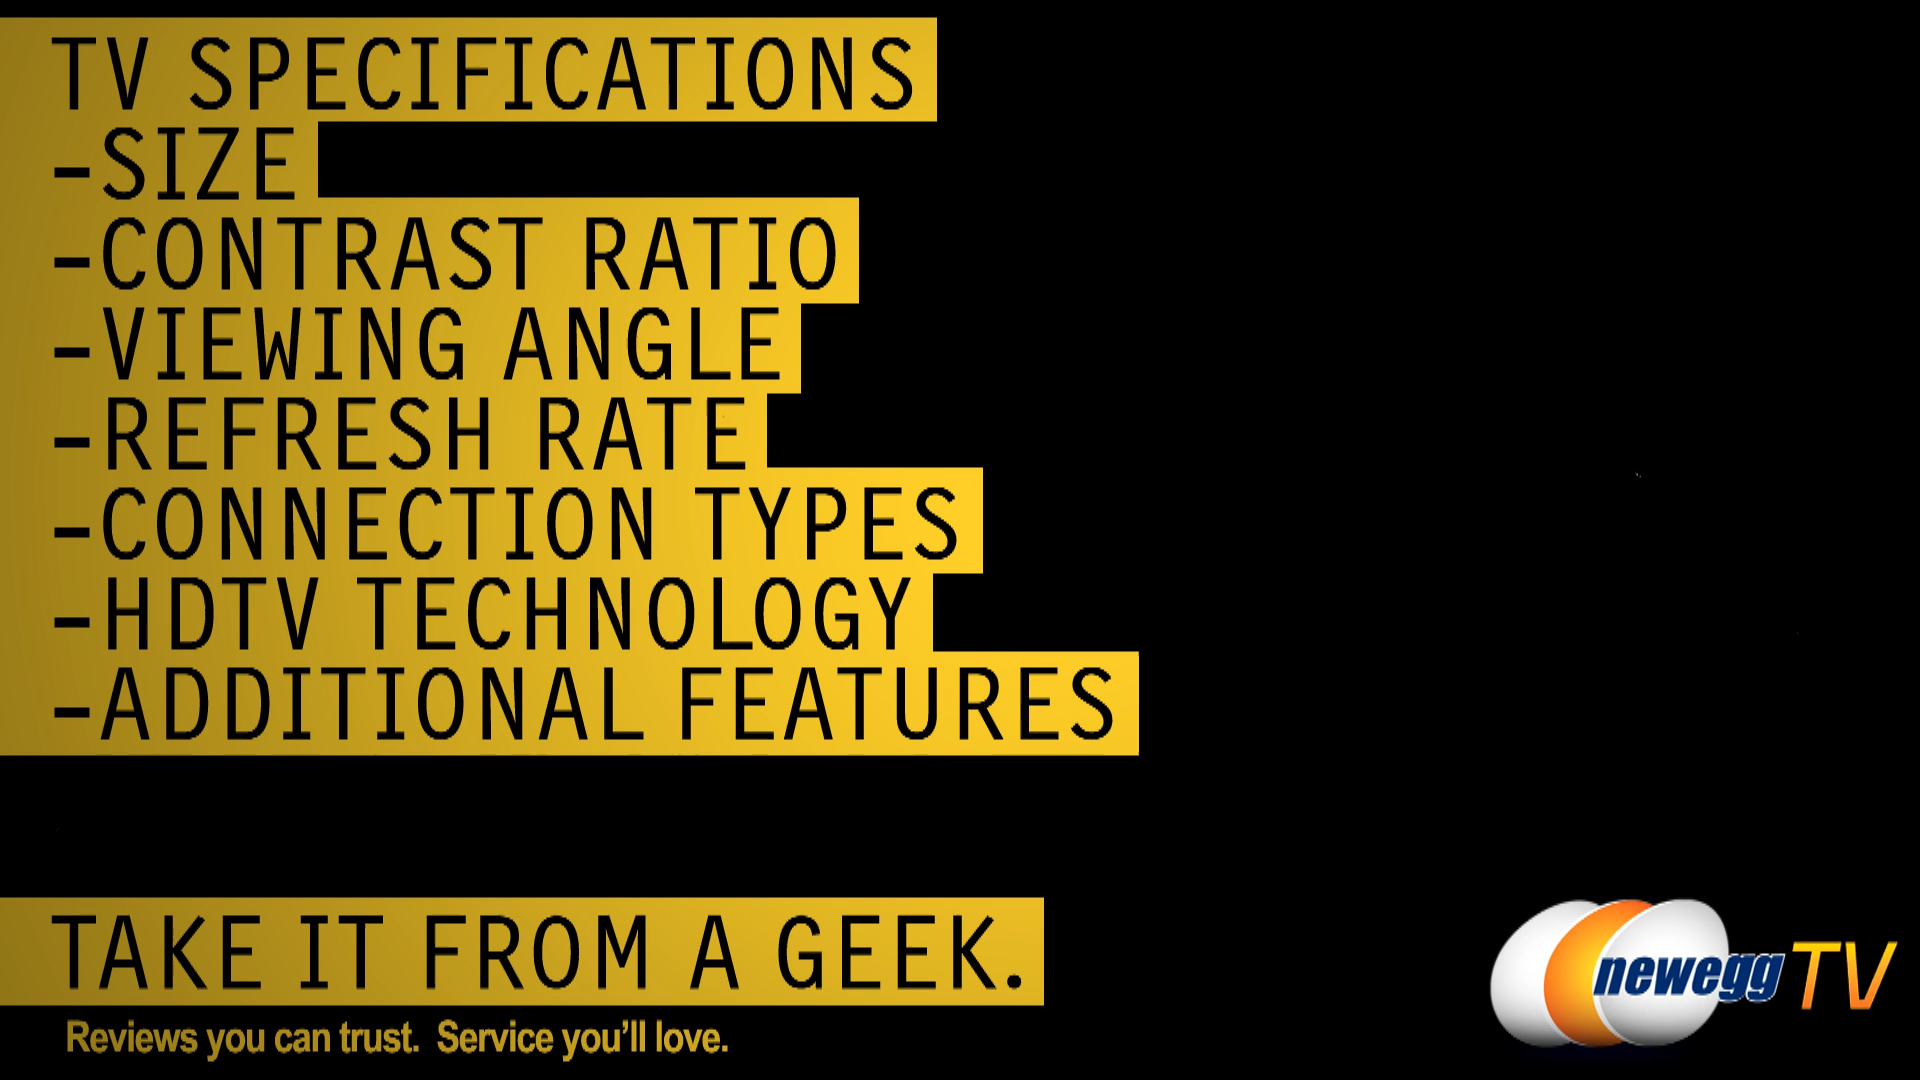 TV SPECIFICATIONS
-SIZE
-CONTRAST RATIO
-VIEWING ANGLE
-REFRESH RATE
-CONNECTION TYPES
-HDTV TECHNOLOGY
-ADDITIONAL FEATURES
TAKE IT FROM A GEEK.
Reviews you can trust. Service you'll love.
newegg TV